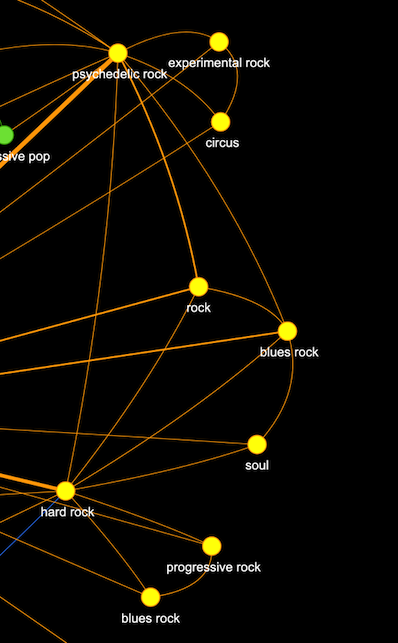 experimental rock
psychedelic rock
circus
ssive pop
rock
blues rock
soul
hard rock
progressive rock
blues rock